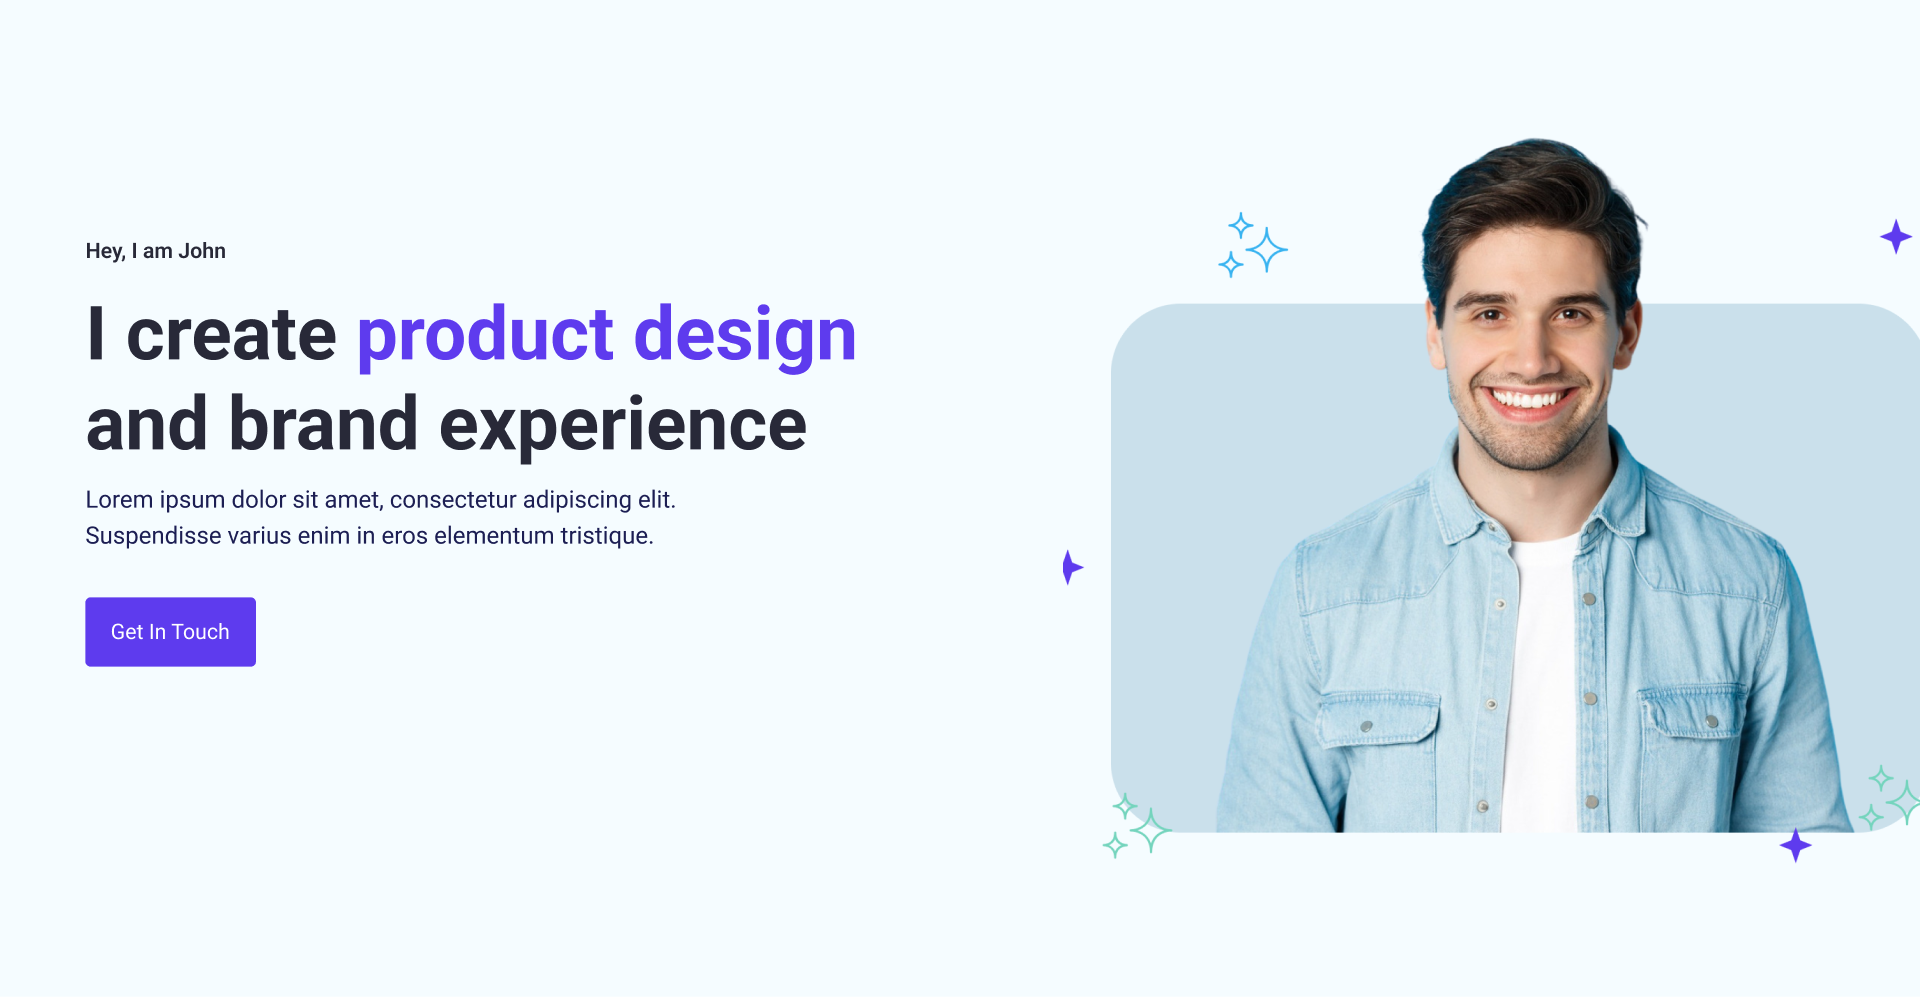 Hey, I am John
I create product design
and brand experience
Lorem ipsum dolor sit amet, consectetur adipiscing elit.
Suspendisse varius enim in eros elementum tristique.
Get In Touch